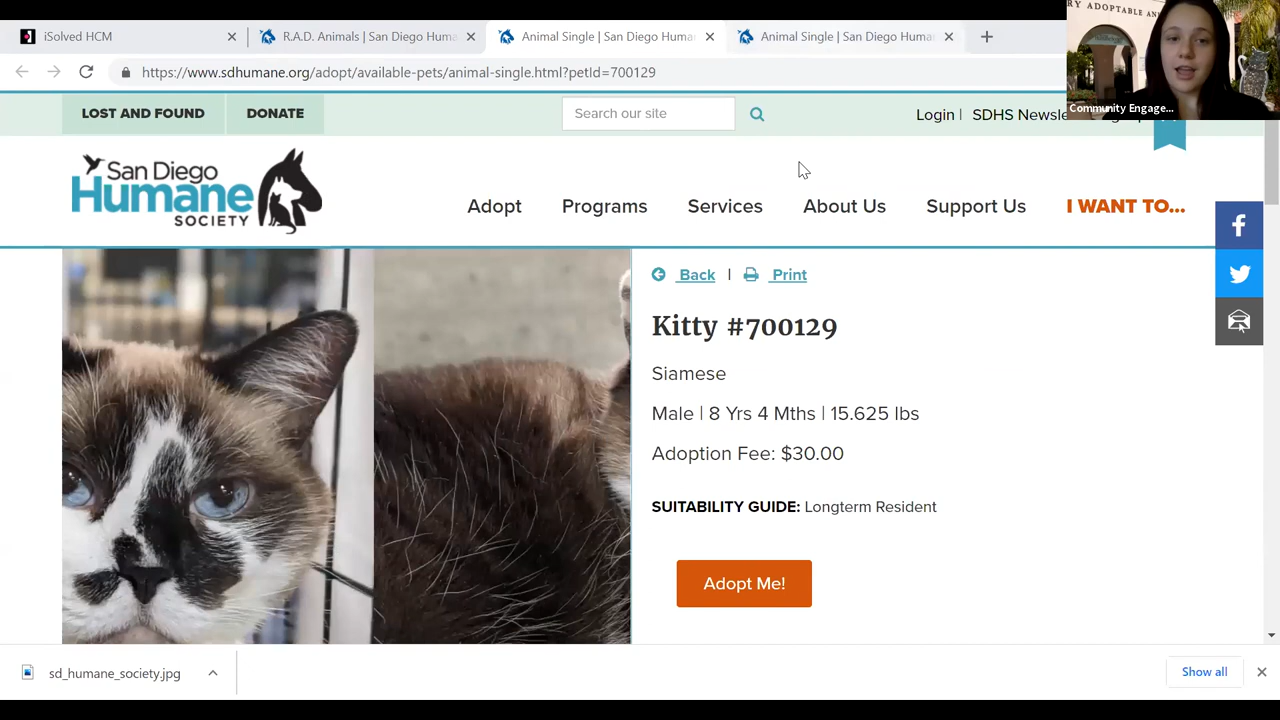 iSolved HCM
R.A.D. Animals | San Diego Huma
Animal Single | San Diego Huma
Animal Single | San Diego Huma
https://www.sdhumane.org/adopt/available-pets/animal-single.html?petId=700129
RY ADOPTABLE AN
Community Engage...
LOST AND FOUND
DONATE
Search our site
Login |
SDHS Newsle
San Diego
Humane
SOCIETY
Adopt
Programs
Services
About Us
Support Us
I WANT TO...
Back | Print
Kitty #700129
Siamese
Male | 8 Yrs 4 Mths | 15.625 lbs
Adoption Fee: $30.00
SUITABILITY GUIDE: Longterm Resident
Adopt Me!
sd_humane_society.jpg
Show all